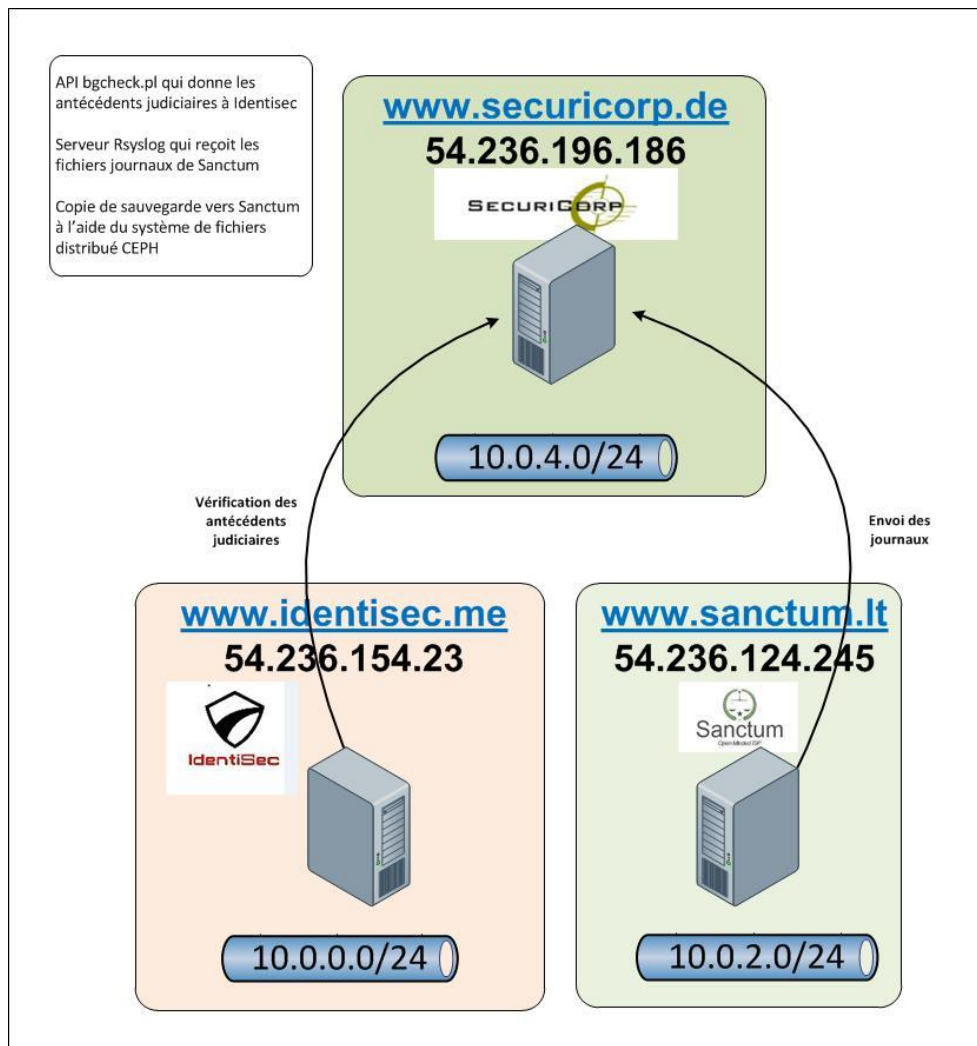 API bgcheck.pl qui donne les
antécédents judiciaires à Identisec
Serveur Rsyslog qui reçoit les
fichiers journaux de Sanctum
Copie de sauvegarde vers Sanctum
à l'aide du système de fichiers
distribué CEPH
www.securicorp.de
54.236.196.186
SECURICORP
10.0.4.0/24
Vérification des
antécédents
judiciaires
Envoi des
journaux
www.identisec.me
54.236.154.23
IdentiSec
10.0.0.0/24
www.sanctum.lt
54.236.124.245
Sanctum
Open Minded ISP
10.0.2.0/24